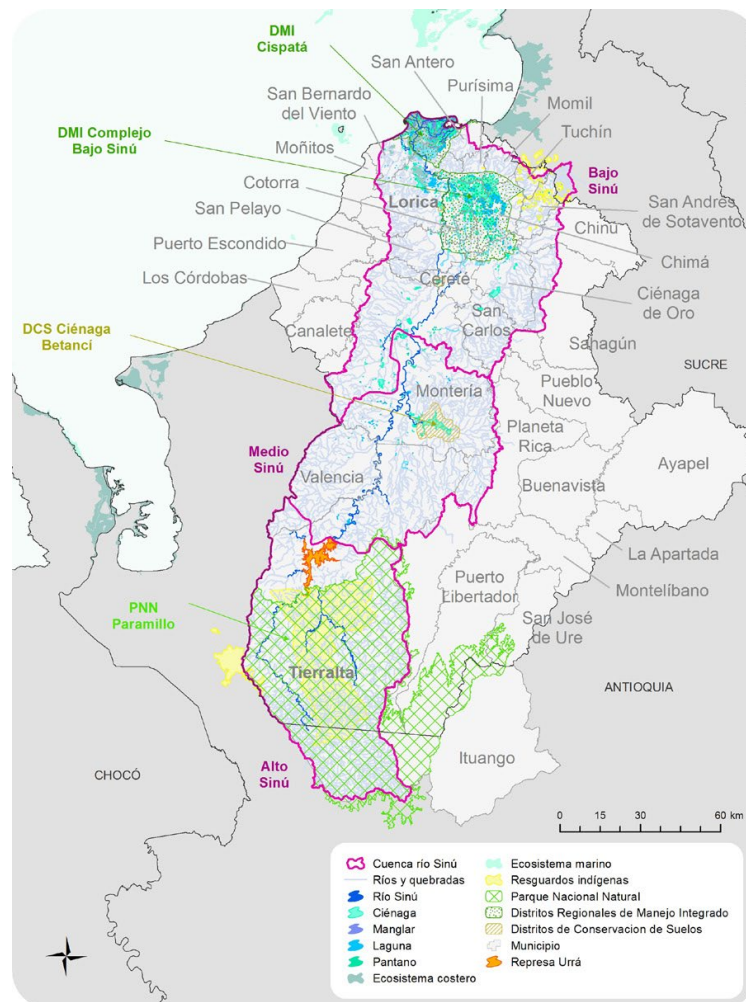 DMI
Cispatá
San Antero
Purísima
San Bernardo
del Viento
Momil
DMI Complejo
Bajo Sinú
Tuchín
Moñitos
Bajo
Sinú
Cotorra
Lorica
San Andrés
de Sotavento
San Pelayo
Chinú
Puerto Escondido
Chimá
Los Córdobas
Cereté
Ciénaga
de Oro
San
Carlos
DCS Ciénaga
Betancí
Canalete
Sahagún
SUCRE
Pueblo
Nuevo
Montería
Planeta
Rica
Medio
Sinú
Ayapel
Valencia
Buenavista
La Apartada
Puerto
Libertador
Montelíbano
PNN
Paramillo
San José
de Ure
Tierralta
ANTIOQUIA
Ituango
CHOCÓ
Alto
Sinú
0 15 30 60 km
Cuenca río Sinú
Ríos y quebradas
Río Sinú
Ciénaga
Manglar
Laguna
Pantano
Ecosistema costero
Ecosistema marino
Resguardos indígenas
Parque Nacional Natural
Distritos Regionales de Manejo Integrado
Distritos de Conservacion de Suelos
Municipio
Represa Urrá
N